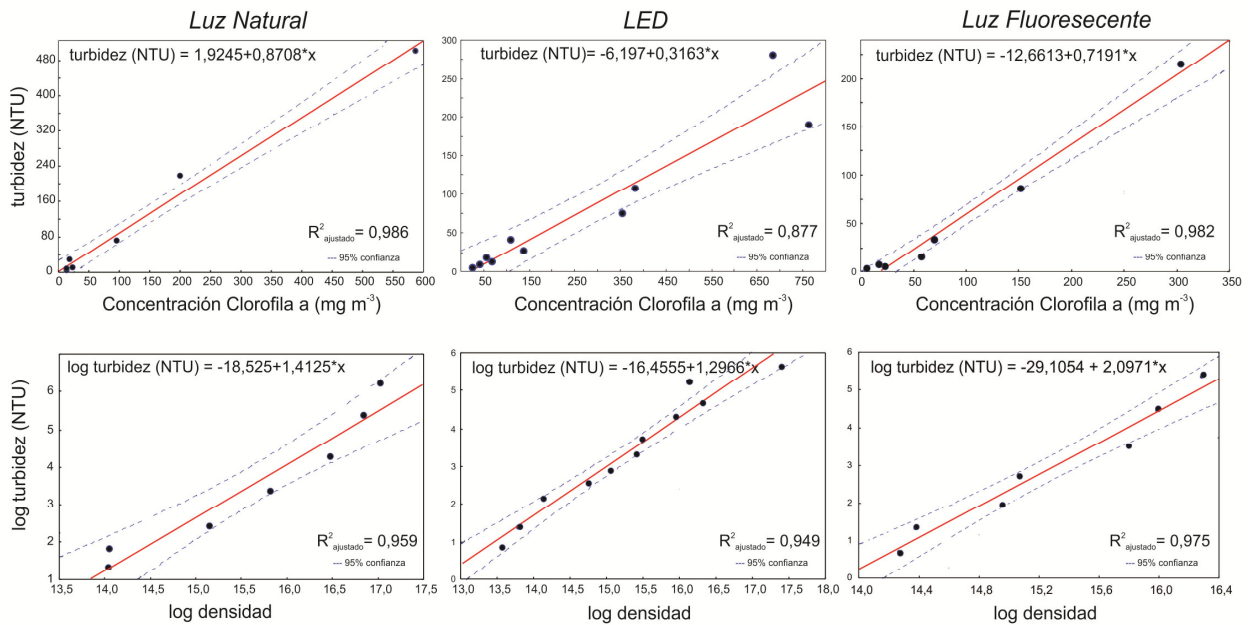 Luz Natural
LED
Luz Fluoresecente
turbidez (NTU) = 1,9245+0,8708*x
turbidez (NTU)= -6,197+0,3163*x
turbidez (NTU) = -12,6613+0,7191*x
turbidez (NTU)
480
400
320
240
160
80
0
R²ajustado = 0,986
--- 95% confianza
0 50 100 150 200 250 300 350 400 450 500 550 600
Concentración Clorofila a (mg m⁻³)
300
250
200
150
100
50
0
R²ajustado = 0,877
--- 95% confianza
50 150 250 350 450 550 650 750
Concentración Clorofila a (mg m⁻³)
200
150
100
50
0
R²ajustado = 0,982
--- 95% confianza
0 50 100 150 200 250 300 350
Concentración Clorofila a (mg m⁻³)
log turbidez (NTU) = -18,525+1,4125*x
log turbidez (NTU) = -16,4555+1,2966*x
log turbidez (NTU) = -29,1054 + 2,0971*x
log turbidez (NTU)
6
5
4
3
2
1
R²ajustado = 0,959
--- 95% confianza
13,5 14,0 14,5 15,0 15,5 16,0 16,5 17,0 17,5
log densidad
6
5
4
3
2
1
0
R²ajustado = 0,949
--- 95% confianza
13,0 13,5 14,0 14,5 15,0 15,5 16,0 16,5 17,0 17,5 18,0
log densidad
6
5
4
3
2
1
0
R²ajustado = 0,975
--- 95% confianza
14,0 14,4 14,8 15,2 15,6 16,0 16,4
log densidad